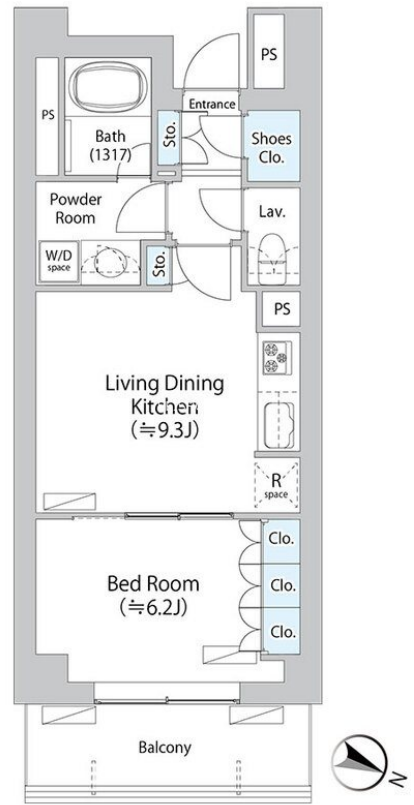 PS
Entrance
PS
Bath
(1317)
Sto.
Shoes
Clo.
Powder
Room
Lav.
W/D
space
Sto.
PS
Living Dining
Kitchen
(≒9.3J)
R
space
Clo.
Bed Room
(≒6.2J)
Clo.
Clo.
Balcony
N